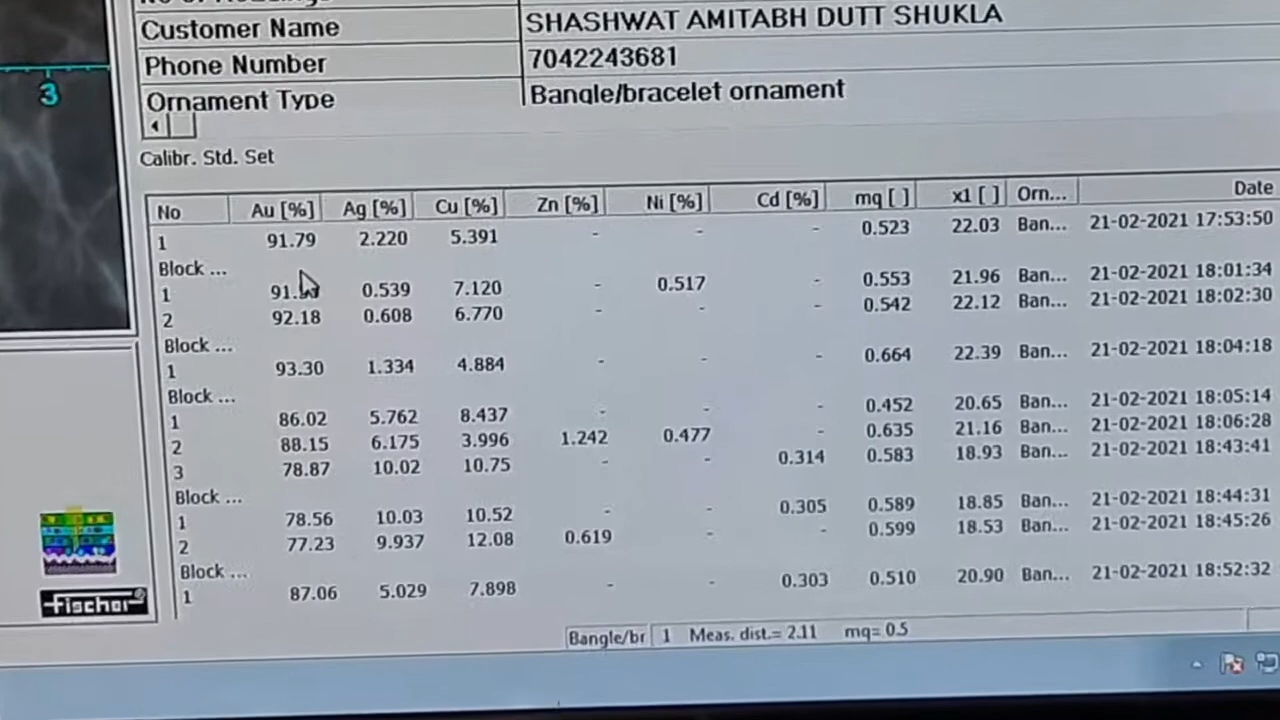 3
Customer Name SHASHWAT AMITABH DUTT SHUKLA
Phone Number 7042243681
Ornament Type Bangle/bracelet ornament
Calibr. Std. Set
No Au [%] Ag [%] Cu [%] Zn [%] Ni [%] Cd [%] mq [ ] x1 [ ] Orn... Date
1 91.79 2.220 5.391 - - - 0.523 22.03 Ban... 21-02-2021 17:53:50
Block ...
1 0.539 7.120 - 0.517 - 0.553 21.96 Ban... 21-02-2021 18:01:34
2 92.18 0.608 6.770 - - - 0.542 22.12 Ban... 21-02-2021 18:02:30
Block ...
1 93.30 1.334 4.884 - - - 0.664 22.39 Ban... 21-02-2021 18:04:18
Block ...
1 86.02 5.762 8.437 - - - 0.452 20.65 Ban... 21-02-2021 18:05:14
2 88.15 6.175 3.996 1.242 0.477 - 0.635 21.16 Ban... 21-02-2021 18:06:28
3 78.87 10.02 10.75 - - 0.314 0.583 18.93 Ban... 21-02-2021 18:43:41
Block ...
1 78.56 10.03 10.52 - - 0.305 0.589 18.85 Ban... 21-02-2021 18:44:31
2 77.23 9.937 12.08 0.619 - - 0.599 18.53 Ban... 21-02-2021 18:45:26
Block ...
1 87.06 5.029 7.898 - - 0.303 0.510 20.90 Ban... 21-02-2021 18:52:32
fischer®
Bangle/br 1 Meas. dist.= 2.11 mq= 0.5